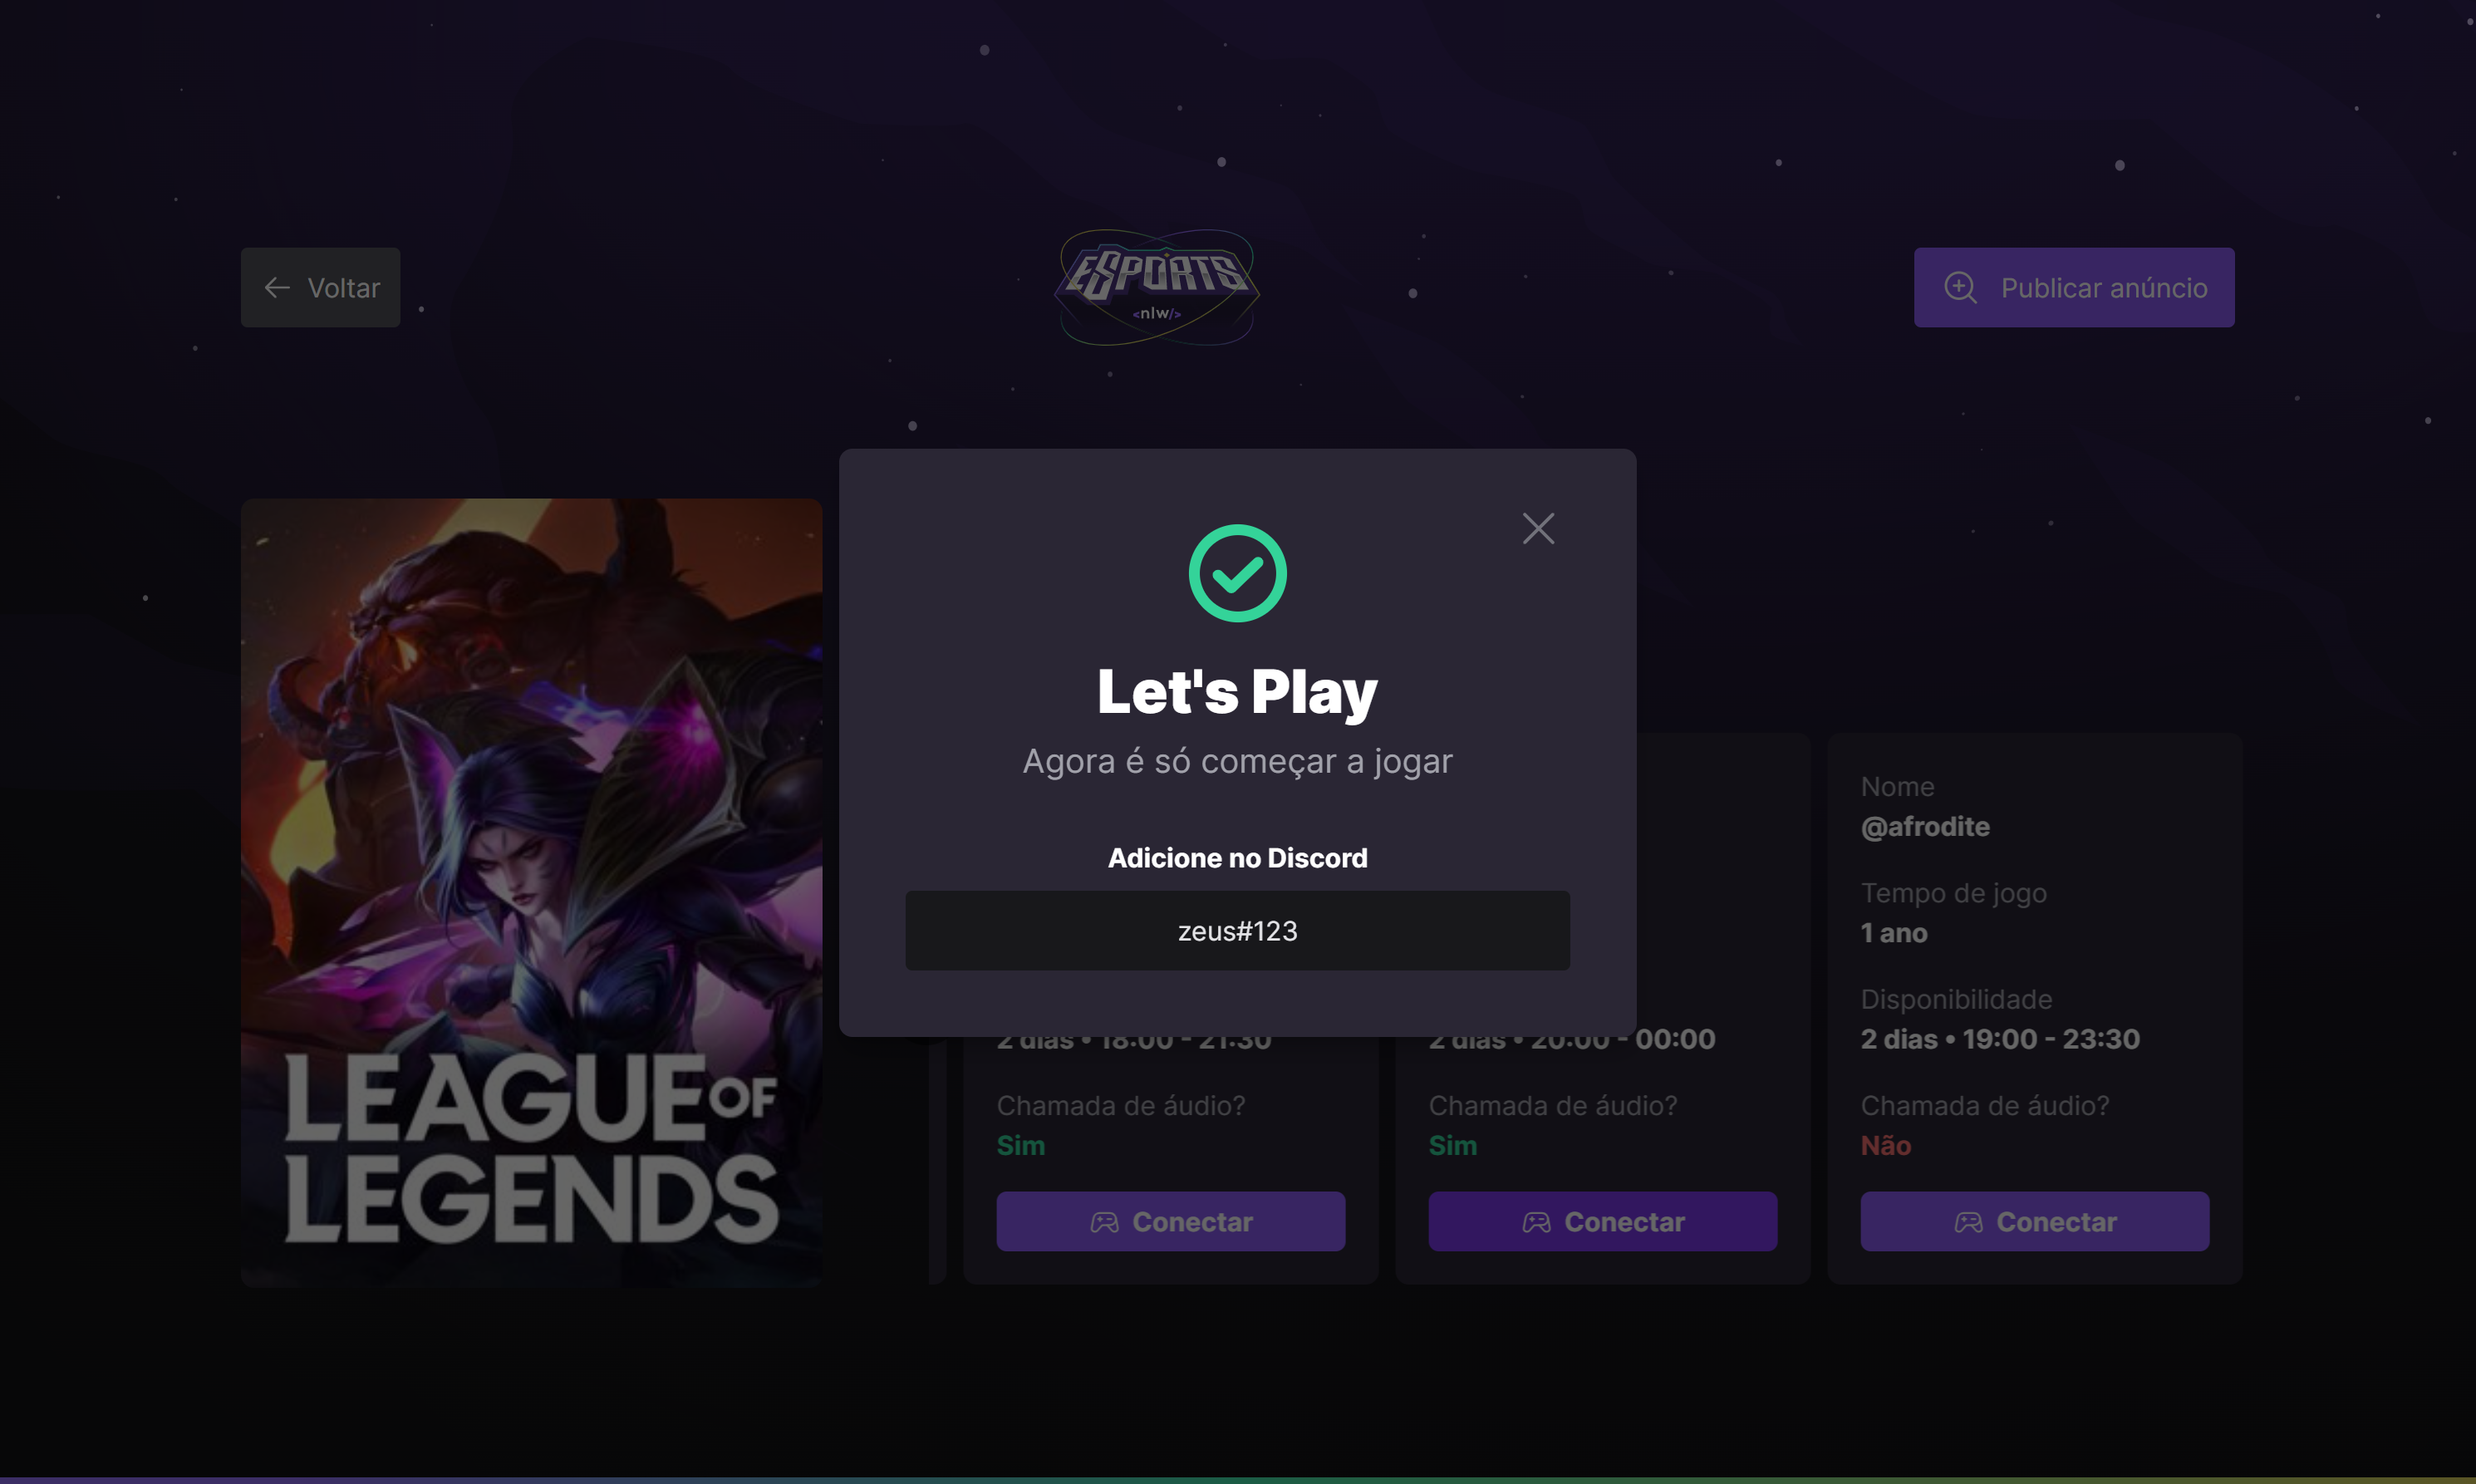 Voltar
ESPORTS
<nlw/>
Publicar anúncio
LEAGUE OF
LEGENDS
Let's Play
Agora é só começar a jogar
Adicione no Discord
zeus#123
2 dias • 18:00 - 21:30
Chamada de áudio?
Sim
Conectar
2 dias • 20:00 - 00:00
Chamada de áudio?
Sim
Conectar
Nome
@afrodite
Tempo de jogo
1 ano
Disponibilidade
2 dias • 19:00 - 23:30
Chamada de áudio?
Não
Conectar